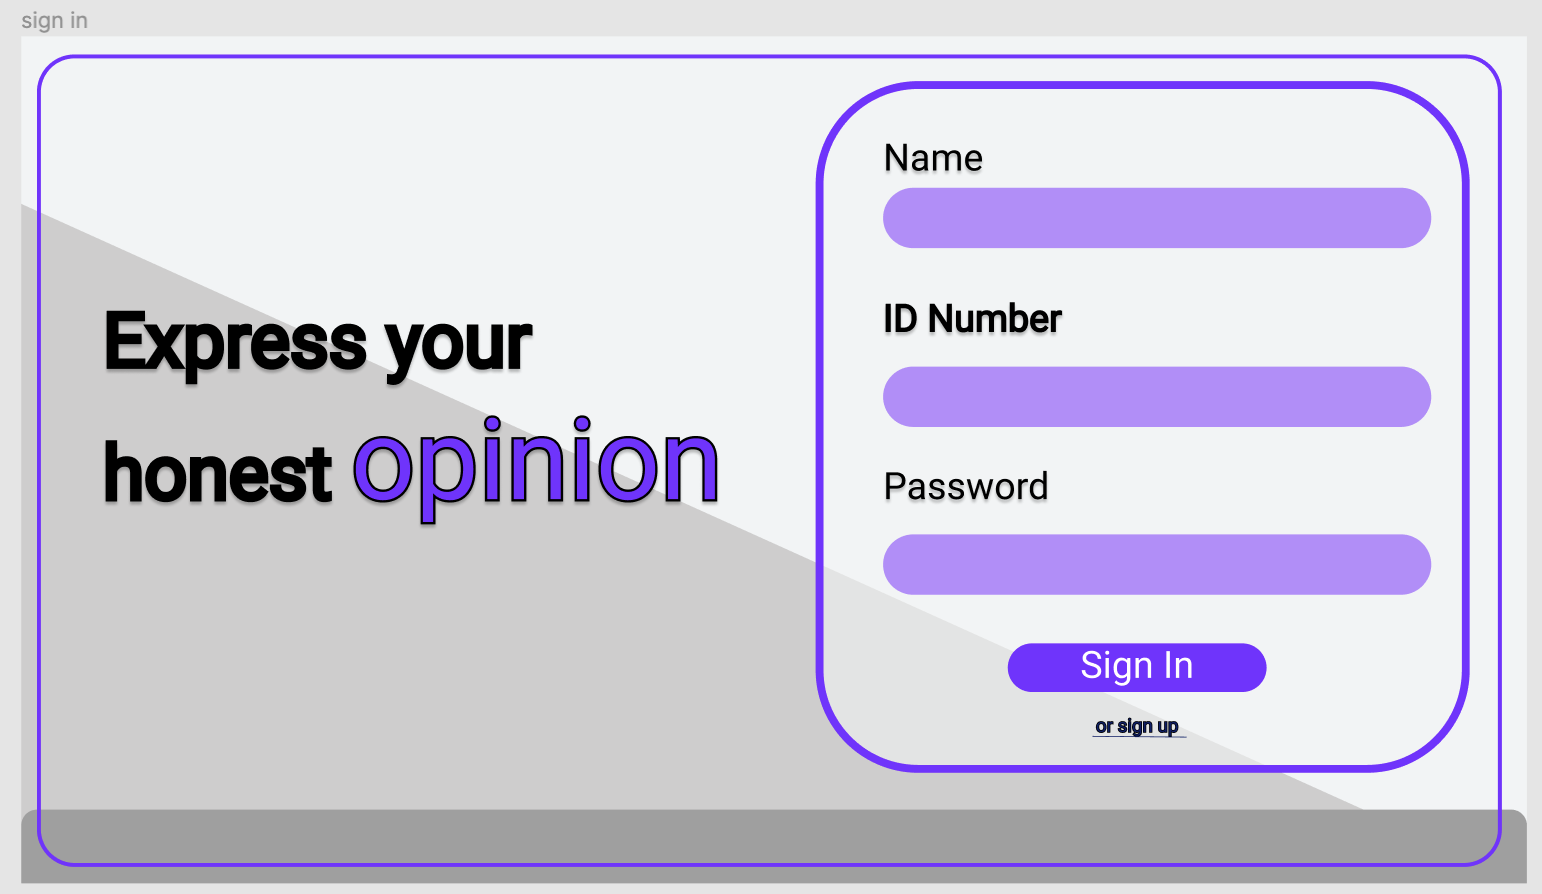 sign in
Express your
honest opinion
Name
ID Number
Password
Sign In
or sign up